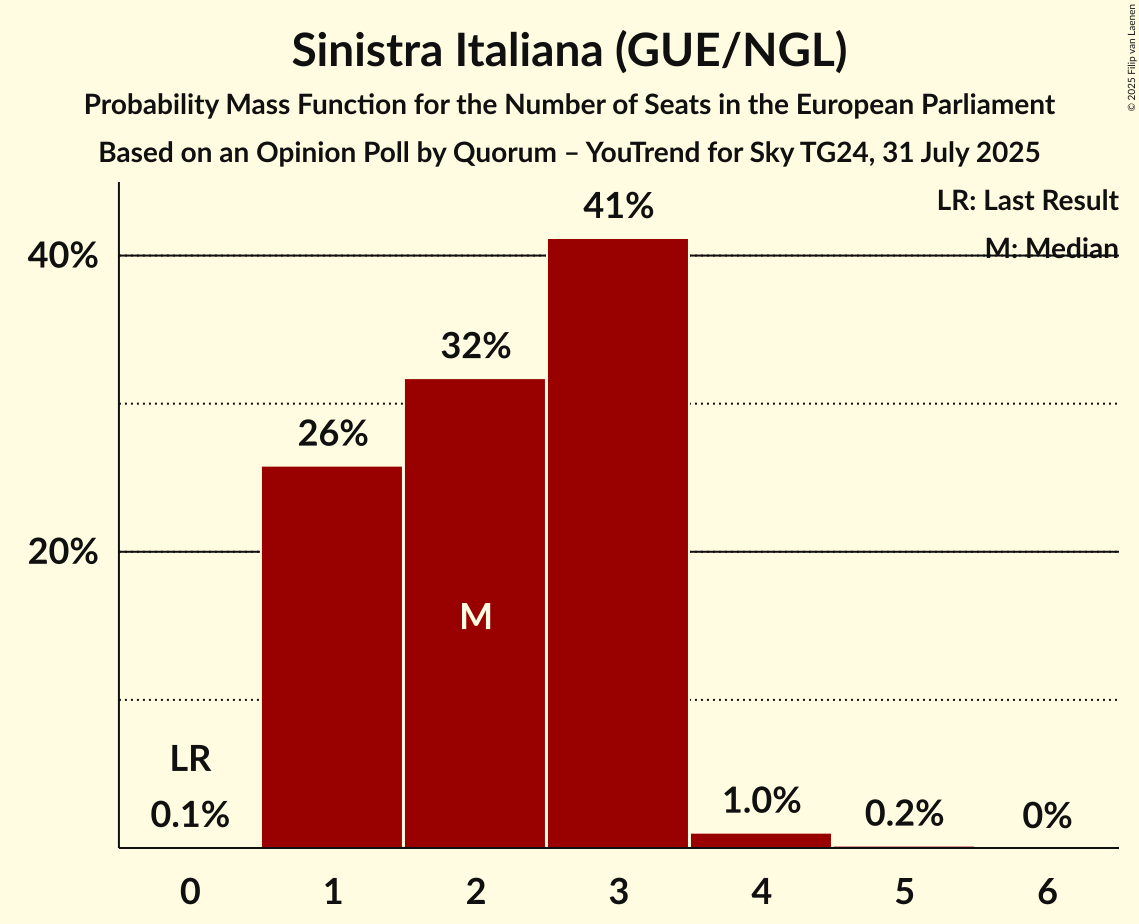 Sinistra Italiana (GUE/NGL)
Probability Mass Function for the Number of Seats in the European Parliament
Based on an Opinion Poll by Quorum – YouTrend for Sky TG24, 31 July 2025
© 2025 Filip van Laenen
LR: Last Result
M: Median
40%
20%
41%
32%
26%
M
LR
0.1%
1.0%
0.2%
0%
0 1 2 3 4 5 6